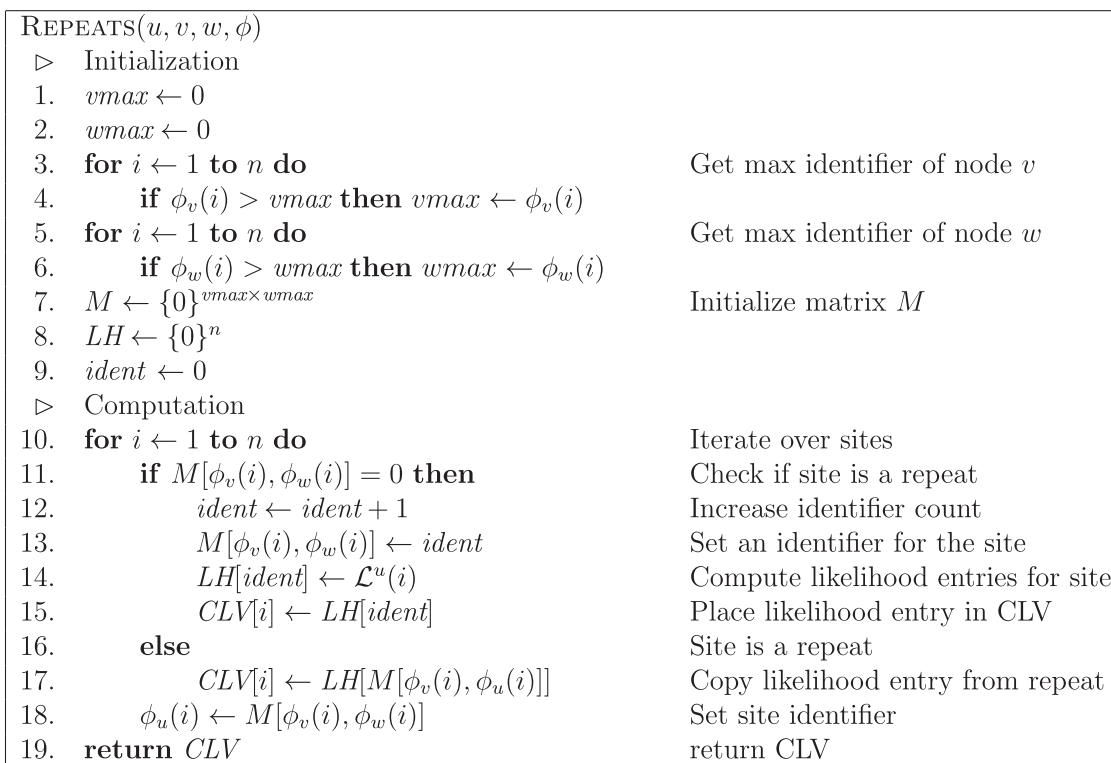 REPEATS(u, v, w, ϕ)
▷ Initialization
1. vmax ← 0
2. wmax ← 0
3. for i ← 1 to n do Get max identifier of node v
4. if ϕ_v(i) > vmax then vmax ← ϕ_v(i)
5. for i ← 1 to n do Get max identifier of node w
6. if ϕ_w(i) > wmax then wmax ← ϕ_w(i)
7. M ← {0}^{vmax×wmax} Initialize matrix M
8. LH ← {0}^n
9. ident ← 0
▷ Computation
10. for i ← 1 to n do Iterate over sites
11. if M[ϕ_v(i), ϕ_w(i)] = 0 then Check if site is a repeat
12. ident ← ident + 1 Increase identifier count
13. M[ϕ_v(i), ϕ_w(i)] ← ident Set an identifier for the site
14. LH[ident] ← 𝓛^u(i) Compute likelihood entries for site
15. CLV[i] ← LH[ident] Place likelihood entry in CLV
16. else Site is a repeat
17. CLV[i] ← LH[M[ϕ_v(i), ϕ_u(i)]] Copy likelihood entry from repeat
18. ϕ_u(i) ← M[ϕ_v(i), ϕ_w(i)] Set site identifier
19. return CLV return CLV